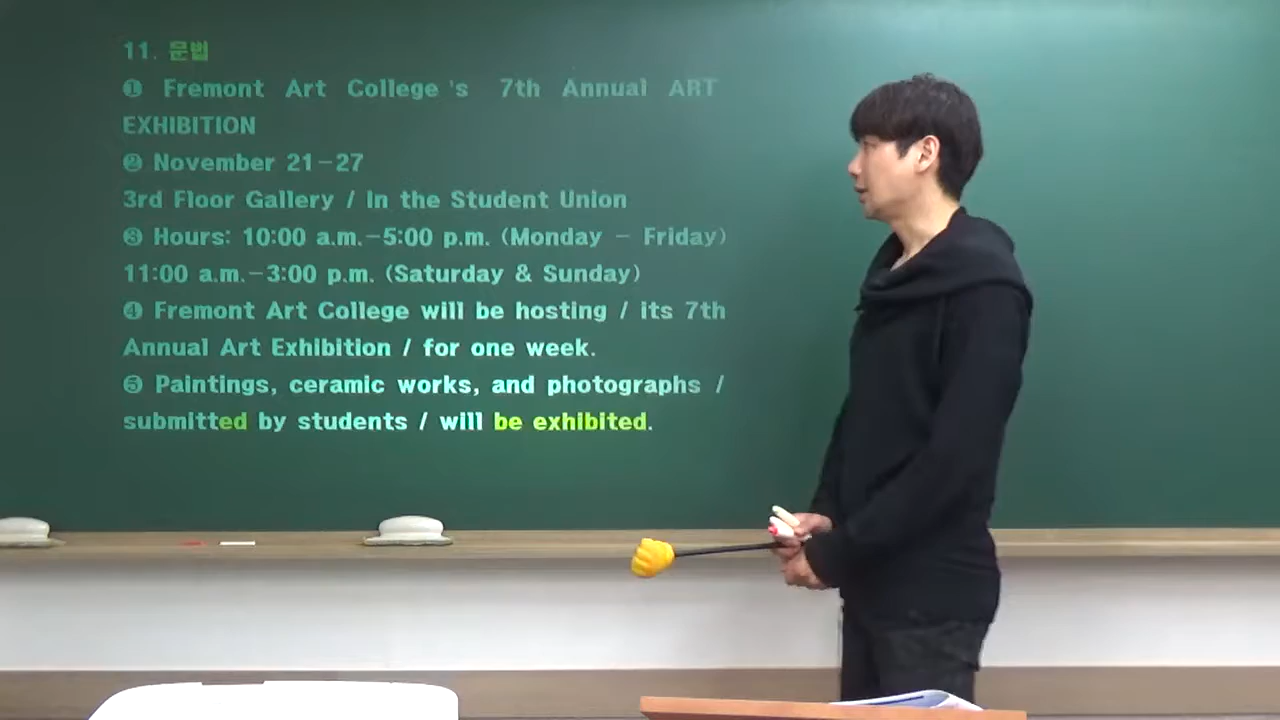 11. 문법
❶ Fremont Art College's 7th Annual ART
EXHIBITION
❷ November 21-27
3rd Floor Gallery / In the Student Union
❸ Hours: 10:00 a.m.-5:00 p.m. (Monday - Friday)
11:00 a.m.-3:00 p.m. (Saturday & Sunday)
❹ Fremont Art College will be hosting / its 7th
Annual Art Exhibition / for one week.
❺ Paintings, ceramic works, and photographs /
submitted by students / will be exhibited.